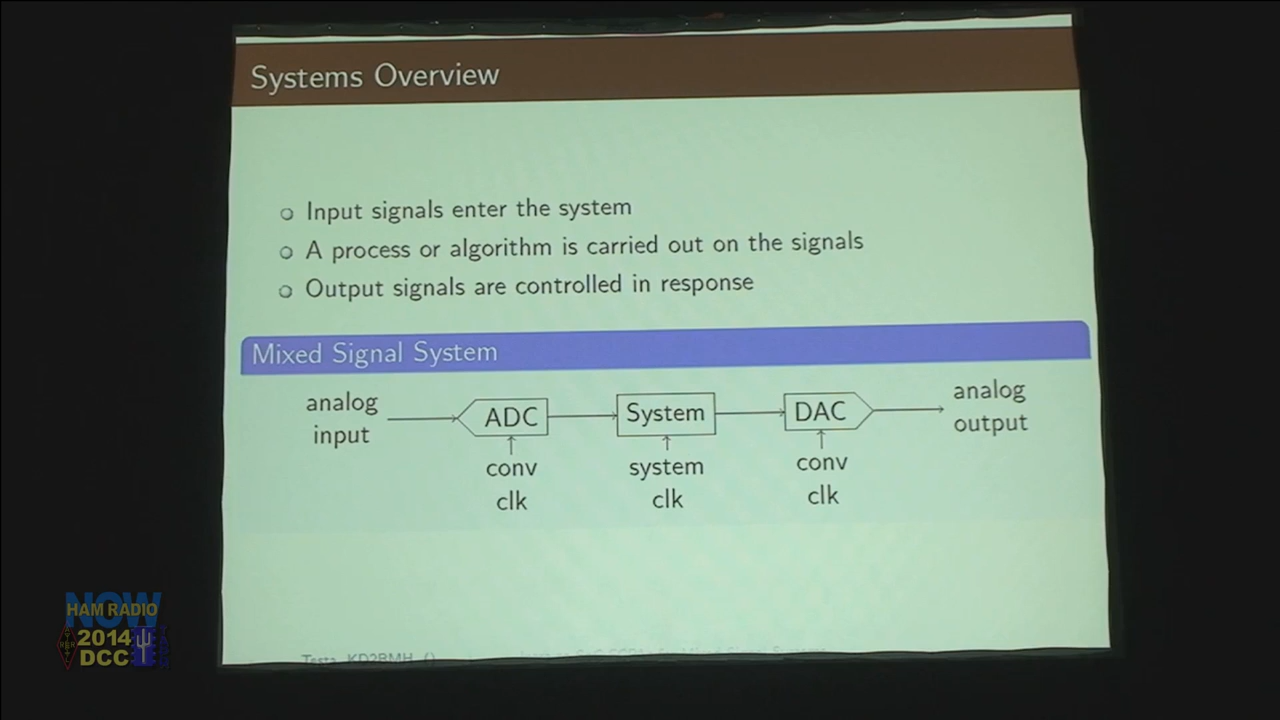 Systems Overview
Input signals enter the system
A process or algorithm is carried out on the signals
Output signals are controlled in response
Mixed Signal System
analog
input
ADC
System
DAC
analog
output
conv
clk
system
clk
conv
clk
NOW
HAM RADIO
2014
DCC